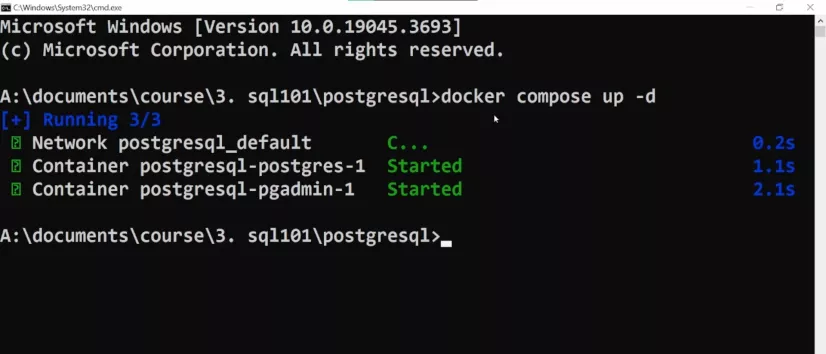 C:\Windows\System32\cmd.exe
Microsoft Windows [Version 10.0.19045.3693]
(c) Microsoft Corporation. All rights reserved.
A:\documents\course\3. sql101\postgresql>docker compose up -d
[+] Running 3/3
Network postgresql_default C... 0.2s
Container postgresql-postgres-1 Started 1.1s
Container postgresql-pgadmin-1 Started 2.1s
A:\documents\course\3. sql101\postgresql>